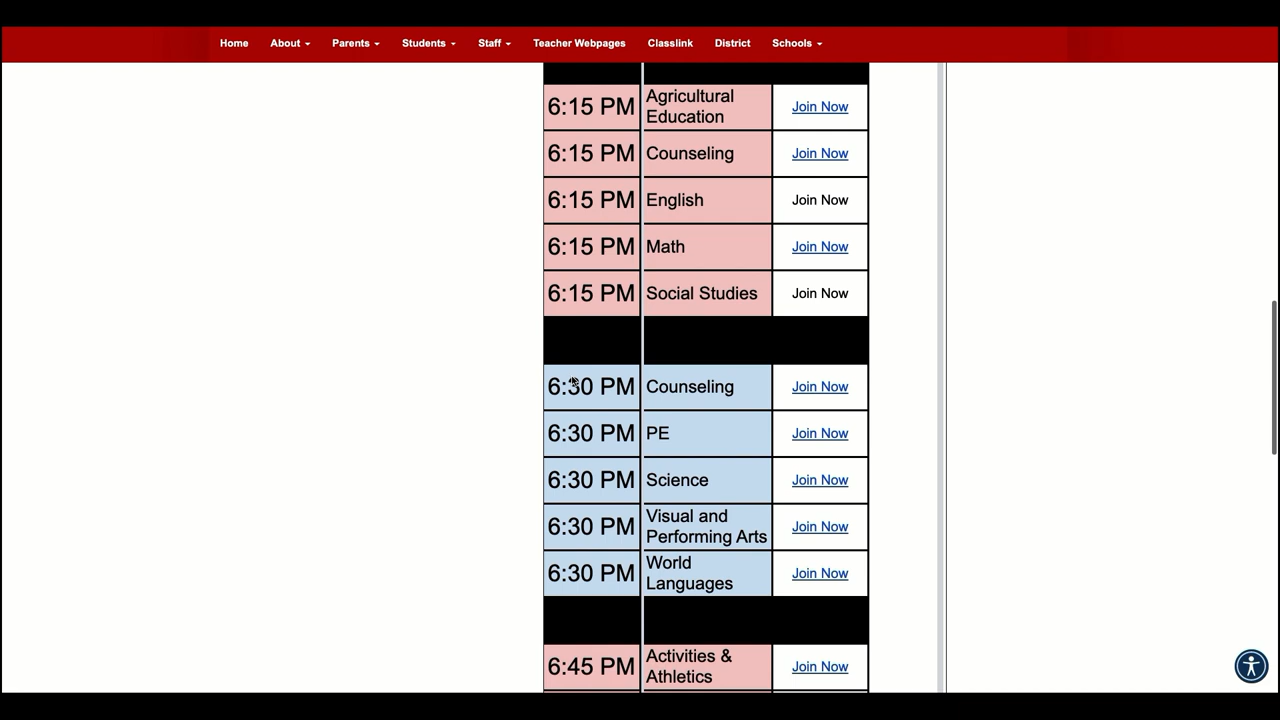 Home About Parents Students Staff Teacher Webpages Classlink District Schools
6:15 PM Agricultural Education Join Now
6:15 PM Counseling Join Now
6:15 PM English Join Now
6:15 PM Math Join Now
6:15 PM Social Studies Join Now
6:30 PM Counseling Join Now
6:30 PM PE Join Now
6:30 PM Science Join Now
6:30 PM Visual and Performing Arts Join Now
6:30 PM World Languages Join Now
6:45 PM Activities & Athletics Join Now